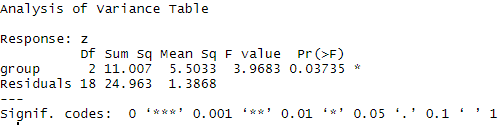 Analysis of Variance Table

Response: z
          Df Sum Sq Mean Sq F value  Pr(>F)
group      2 11.007  5.5033  3.9683 0.03735 *
Residuals 18 24.963  1.3868
---
Signif. codes:  0 ‘***’ 0.001 ‘**’ 0.01 ‘*’ 0.05 ‘.’ 0.1 ‘ ’ 1